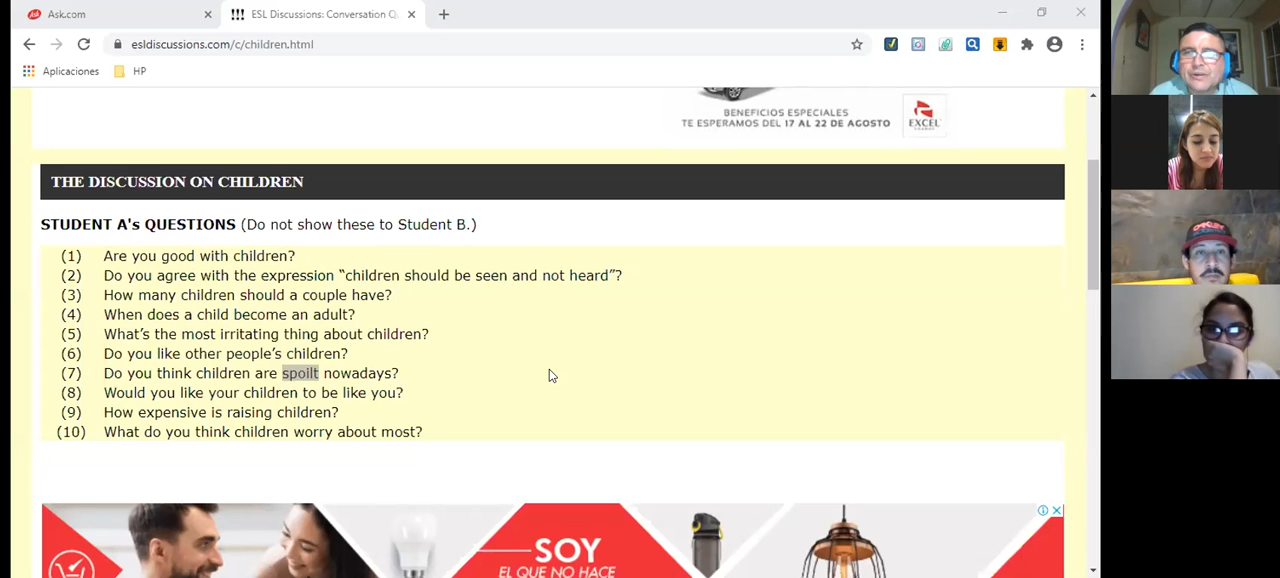 Ask.com
ESL Discussions: Conversation Q
esldiscussions.com/c/children.html
Aplicaciones
HP
BENEFICIOS ESPECIALES
TE ESPERAMOS DEL 17 AL 22 DE AGOSTO
EXCEL
THE DISCUSSION ON CHILDREN
STUDENT A's QUESTIONS (Do not show these to Student B.)
(1) Are you good with children?
(2) Do you agree with the expression “children should be seen and not heard”?
(3) How many children should a couple have?
(4) When does a child become an adult?
(5) What’s the most irritating thing about children?
(6) Do you like other people’s children?
(7) Do you think children are spoilt nowadays?
(8) Would you like your children to be like you?
(9) How expensive is raising children?
(10) What do you think children worry about most?
SOY
EL QUE NO HACE
OAKLEY